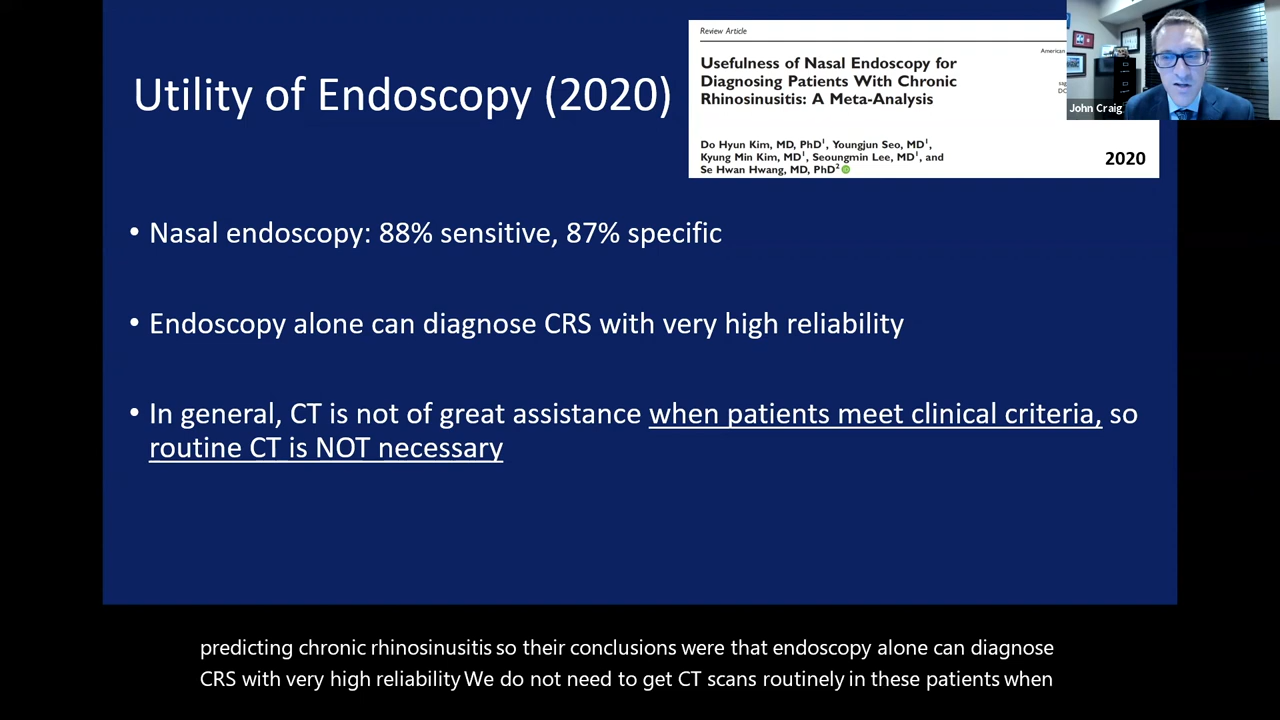 Review Article
American
Usefulness of Nasal Endoscopy for
Diagnosing Patients With Chronic
Rhinosinusitis: A Meta-Analysis
Do Hyun Kim, MD, PhD¹, Youngjun Seo, MD¹,
Kyung Min Kim, MD¹, Seoungmin Lee, MD¹, and
Se Hwan Hwang, MD, PhD²
2020
John Craig
Utility of Endoscopy (2020)
• Nasal endoscopy: 88% sensitive, 87% specific
• Endoscopy alone can diagnose CRS with very high reliability
• In general, CT is not of great assistance when patients meet clinical criteria, so
routine CT is NOT necessary
predicting chronic rhinosinusitis so their conclusions were that endoscopy alone can diagnose
CRS with very high reliability We do not need to get CT scans routinely in these patients when